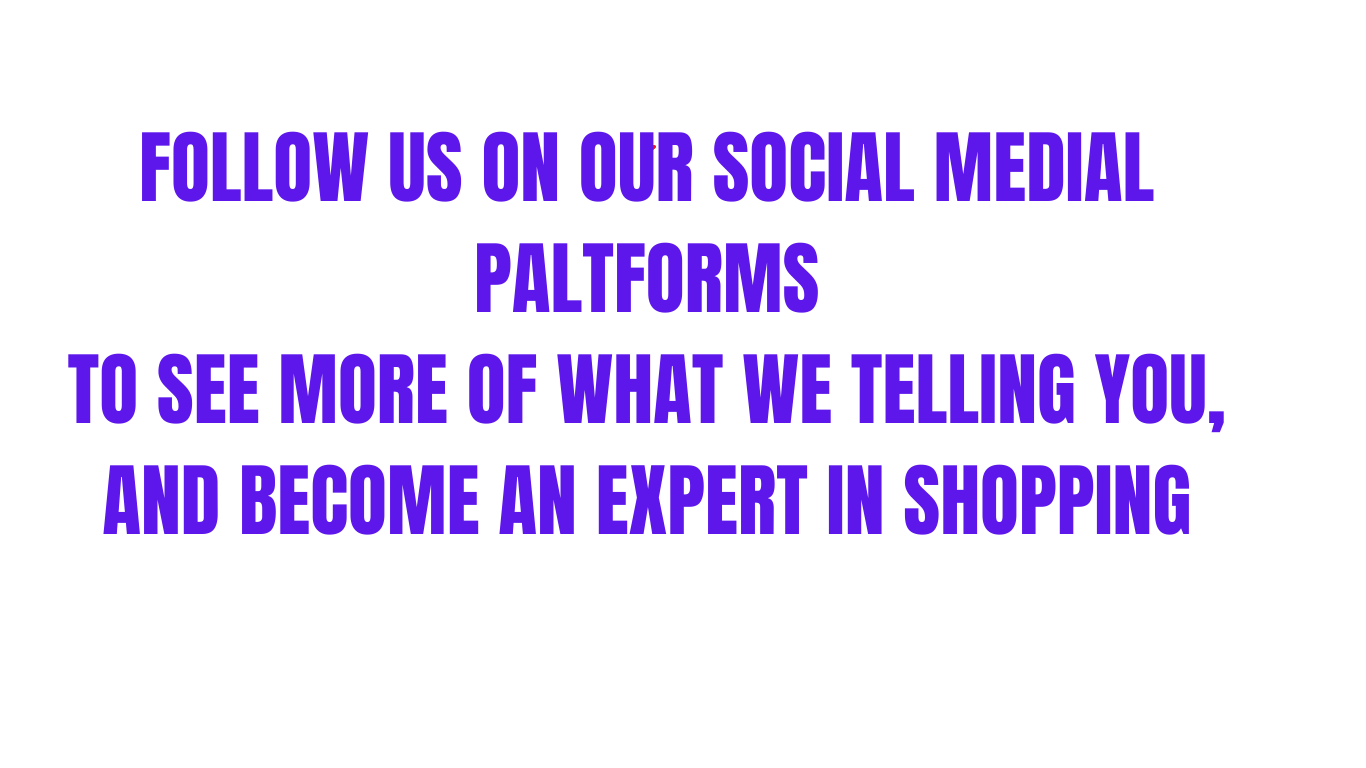 FOLLOW US ON OUR SOCIAL MEDIAL
PALTFORMS
TO SEE MORE OF WHAT WE TELLING YOU,
AND BECOME AN EXPERT IN SHOPPING